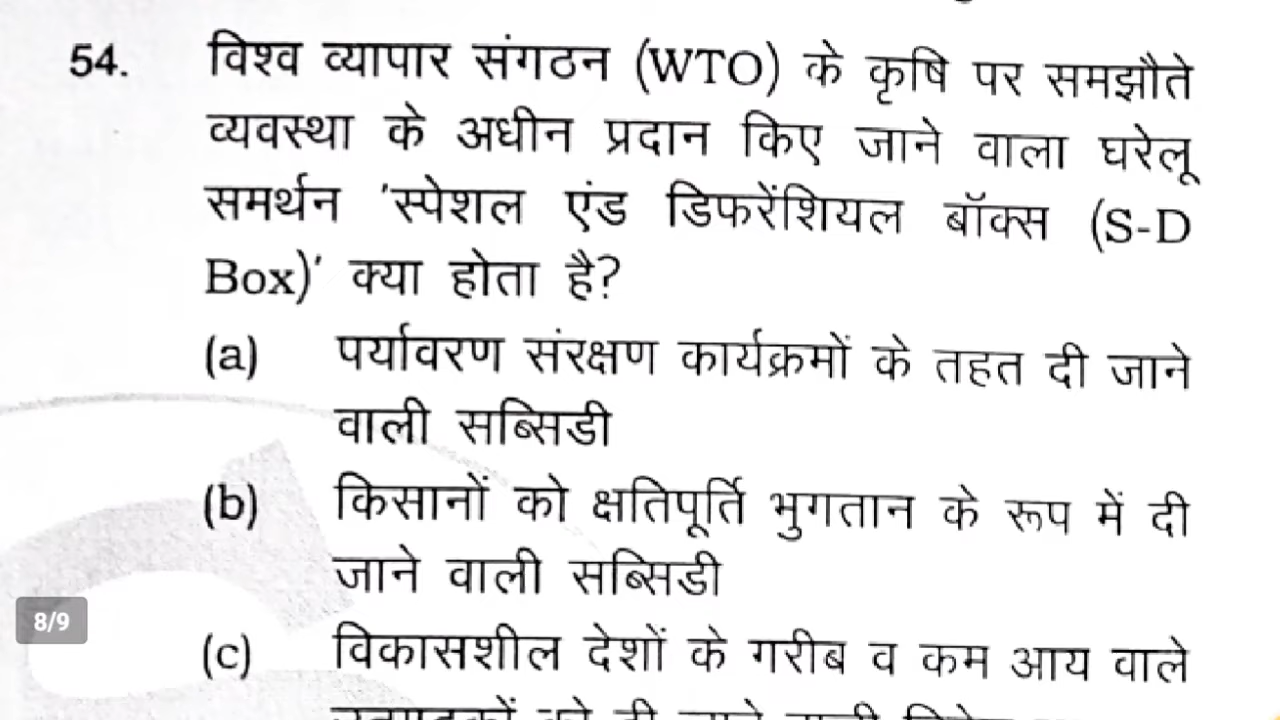 54. विश्व व्यापार संगठन (WTO) के कृषि पर समझौते
व्यवस्था के अधीन प्रदान किए जाने वाला घरेलू
समर्थन 'स्पेशल एंड डिफरेंशियल बॉक्स (S-D
Box)' क्या होता है?
(a) पर्यावरण संरक्षण कार्यक्रमों के तहत दी जाने
वाली सब्सिडी
(b) किसानों को क्षतिपूर्ति भुगतान के रूप में दी
जाने वाली सब्सिडी
8/9
(c) विकासशील देशों के गरीब व कम आय वाले